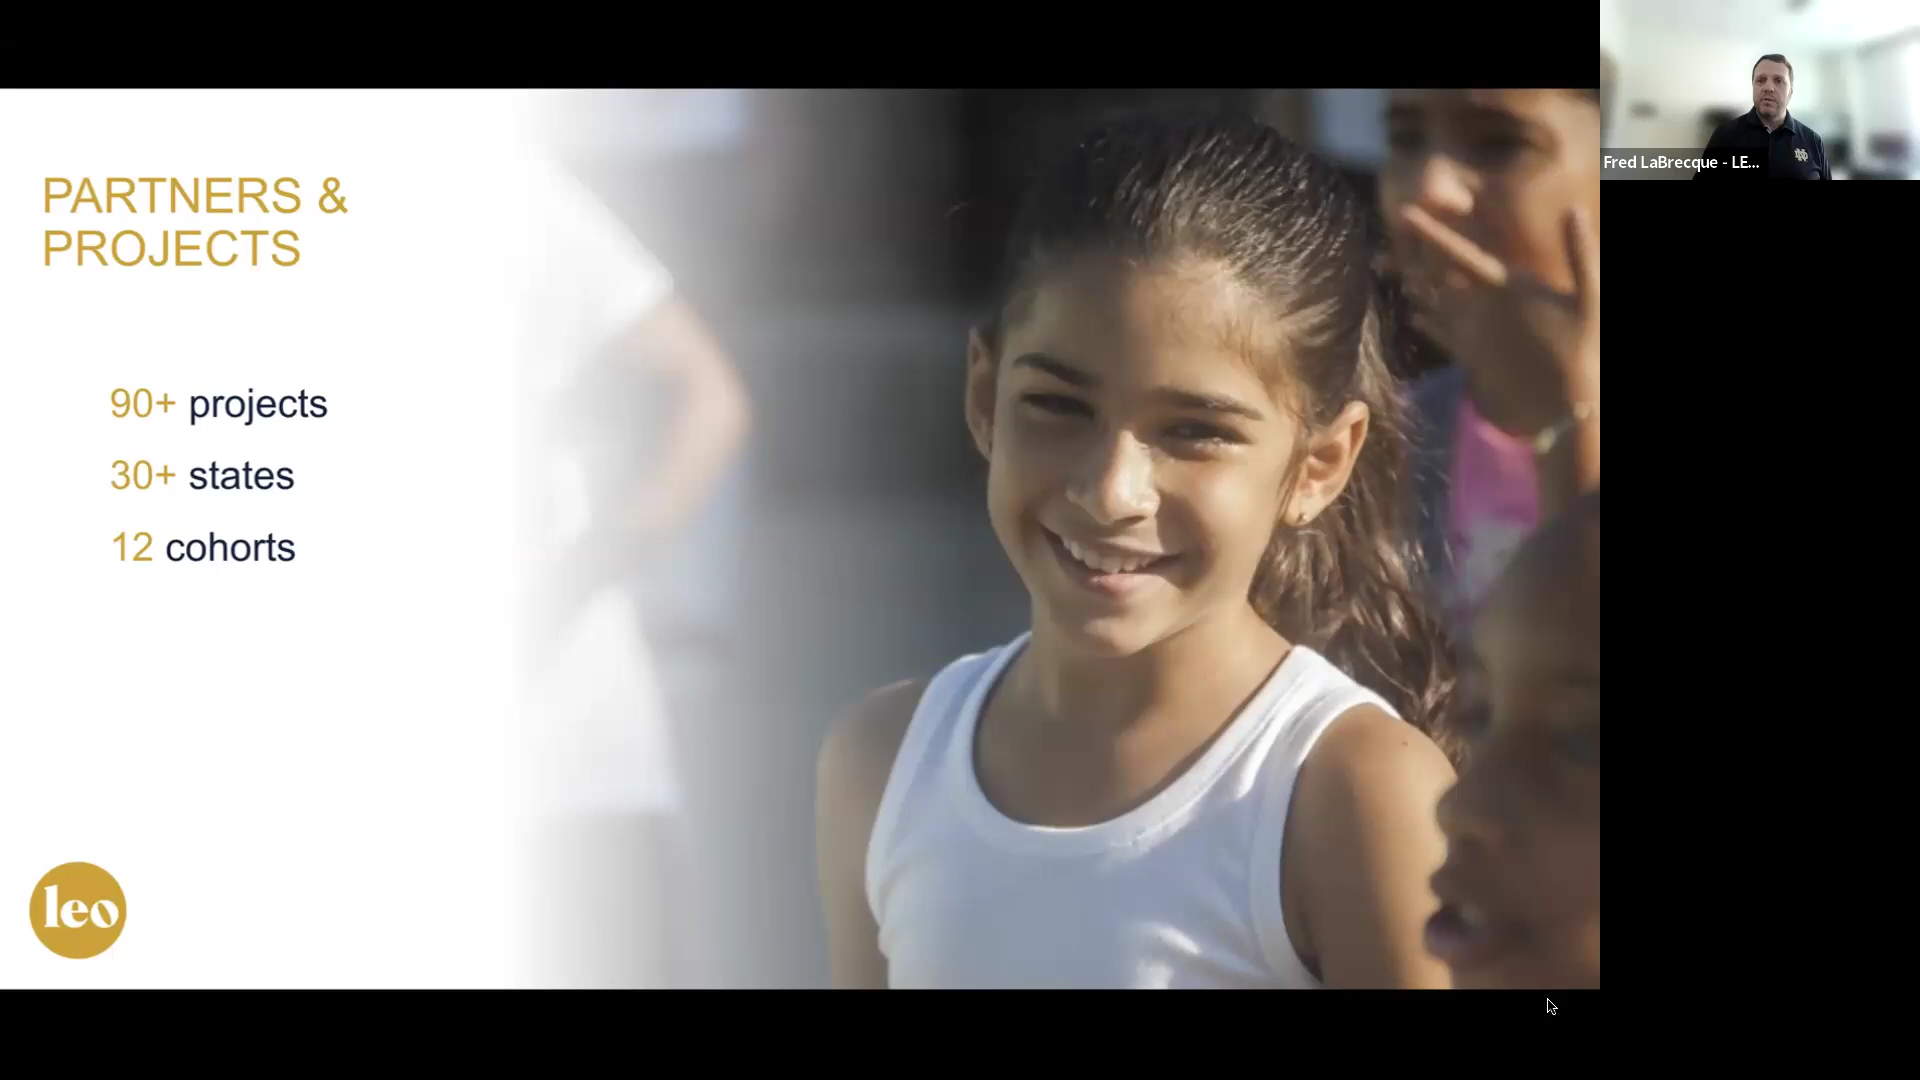 PARTNERS &
PROJECTS
90+ projects
30+ states
12 cohorts
leo
Fred LaBrecque - LE...